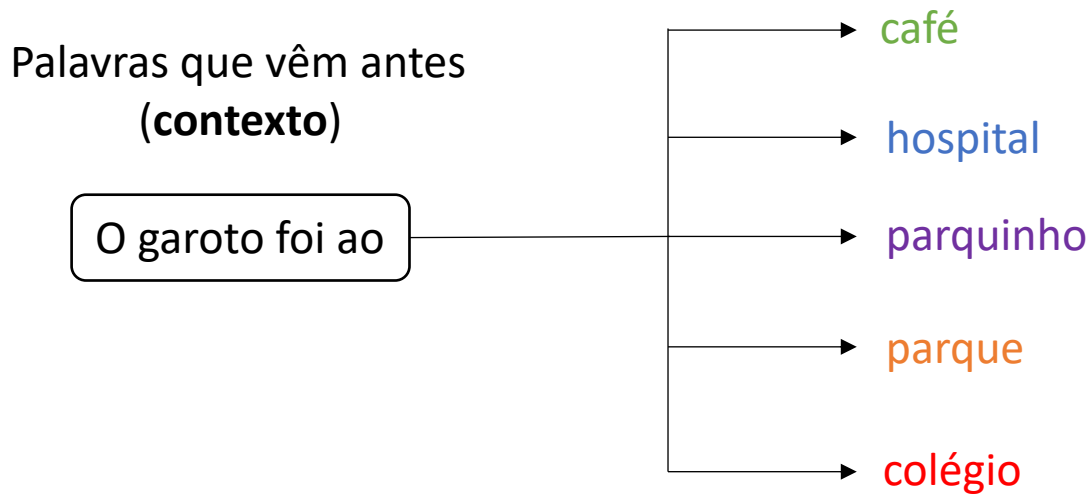 Palavras que vêm antes
(contexto)
O garoto foi ao
café
hospital
parquinho
parque
colégio